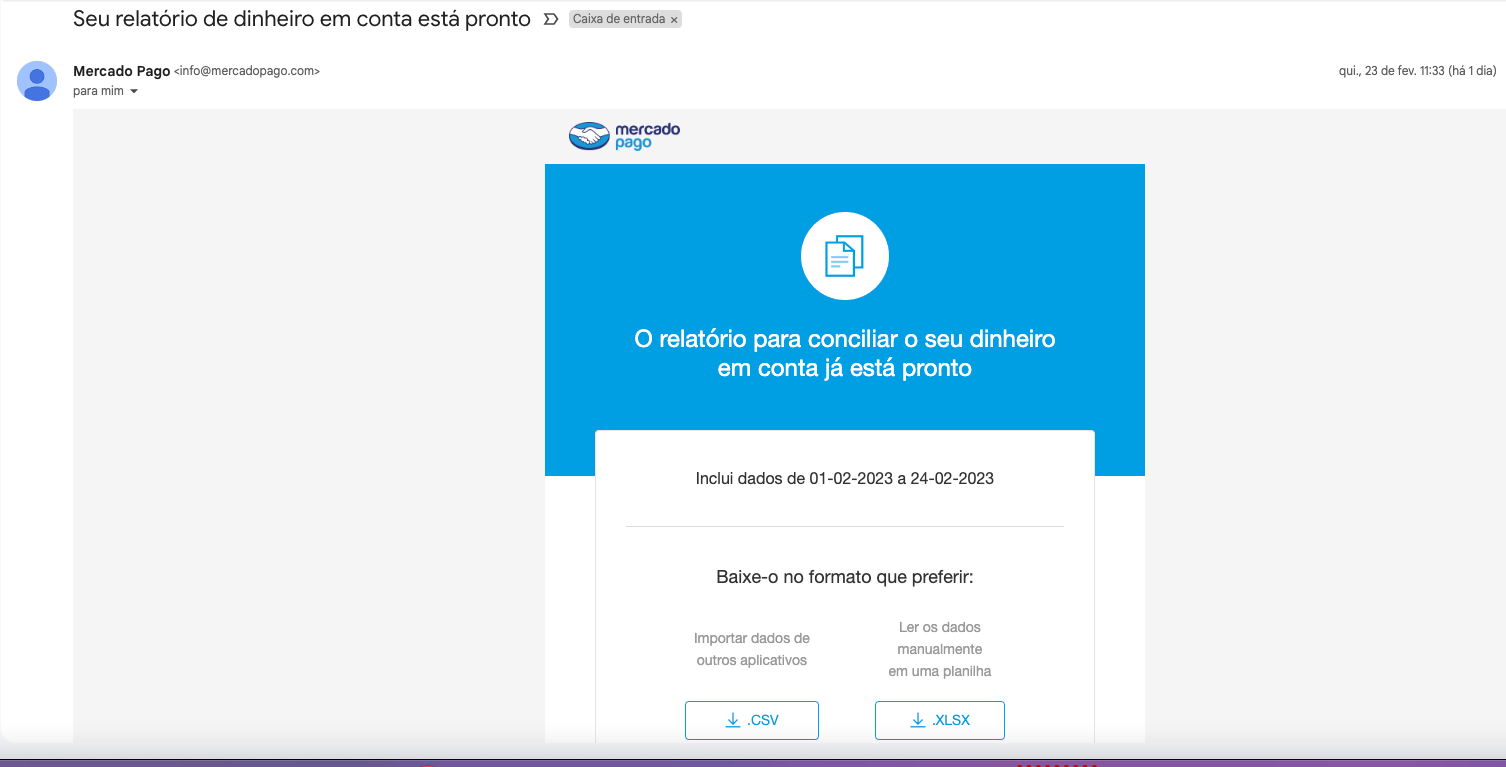 Seu relatório de dinheiro em conta está pronto
Caixa de entrada ×
Mercado Pago <info@mercadopago.com>
qui., 23 de fev. 11:33 (há 1 dia)
para mim
mercado
pago
O relatório para conciliar o seu dinheiro
em conta já está pronto
Inclui dados de 01-02-2023 a 24-02-2023
Baixe-o no formato que preferir:
Importar dados de
outros aplicativos
.CSV
Ler os dados
manualmente
em uma planilha
.XLSX